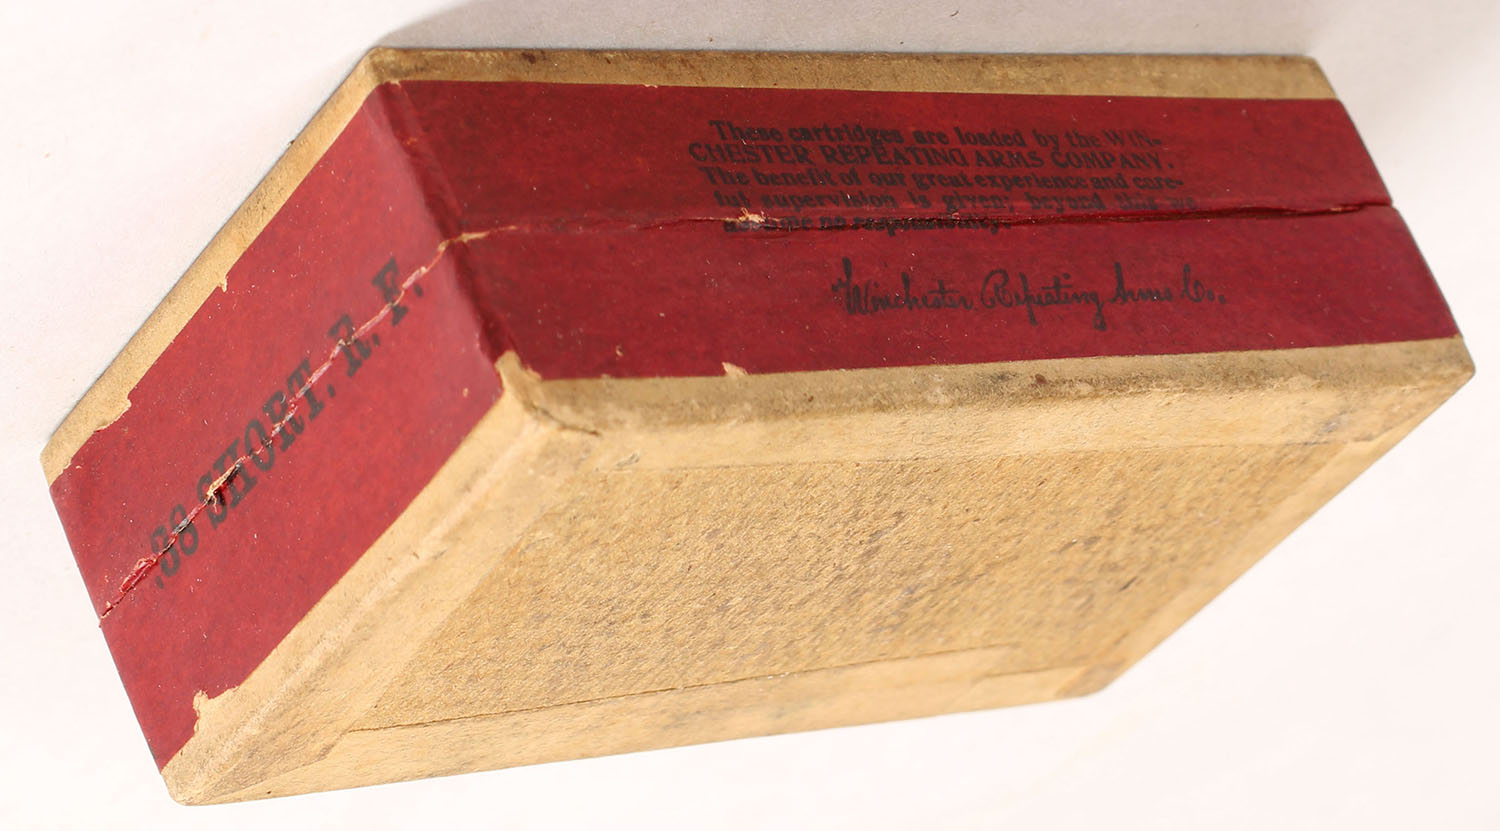 These cartridges are loaded by the WIN-
CHESTER REPEATING ARMS COMPANY.
The benefit of our great experience and care-
ful supervision is given; beyond this we
assume no responsibility.
Winchester Repeating Arms Co.
.38 SHORT. R. F.